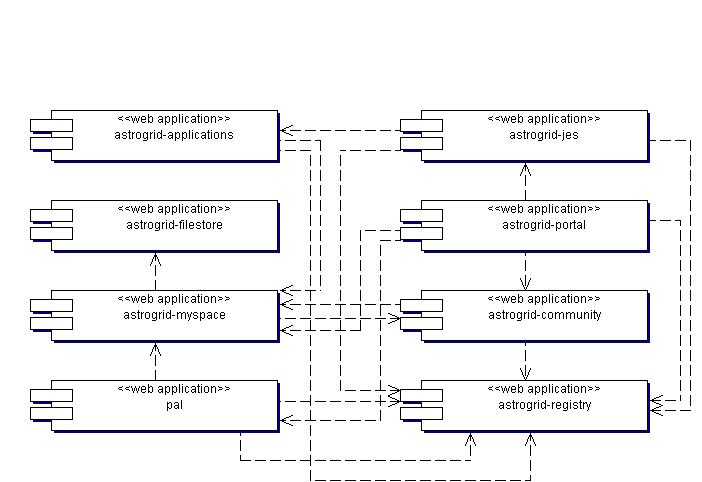 <<web application>>
astrogrid-applications
<<web application>>
astrogrid-jes
<<web application>>
astrogrid-filestore
<<web application>>
astrogrid-portal
<<web application>>
astrogrid-myspace
<<web application>>
astrogrid-community
<<web application>>
pal
<<web application>>
astrogrid-registry